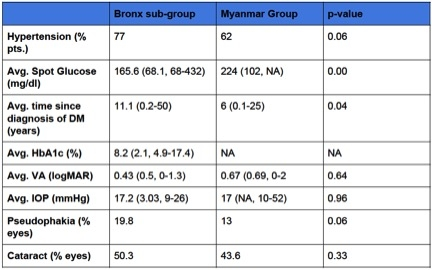 Bronx sub-group Myanmar Group p-value
Hypertension (% 77 62 0.06
pts.)
Avg. Spot Glucose 165.6 (68.1, 68-432) 224 (102, NA) 0.00
(mg/dl)
Avg. time since 11.1 (0.2-50) 6 (0.1-25) 0.04
diagnosis of DM
(years)
Avg. HbA1c (%) 8.2 (2.1, 4.9-17.4) NA NA
Avg. VA (logMAR) 0.43 (0.5, 0-1.3) 0.67 (0.69, 0-2 0.64
Avg. IOP (mmHg) 17.2 (3.03, 9-26) 17 (NA, 10-52) 0.96
Pseudophakia (% 19.8 13 0.06
eyes)
Cataract (% eyes) 50.3 43.6 0.33